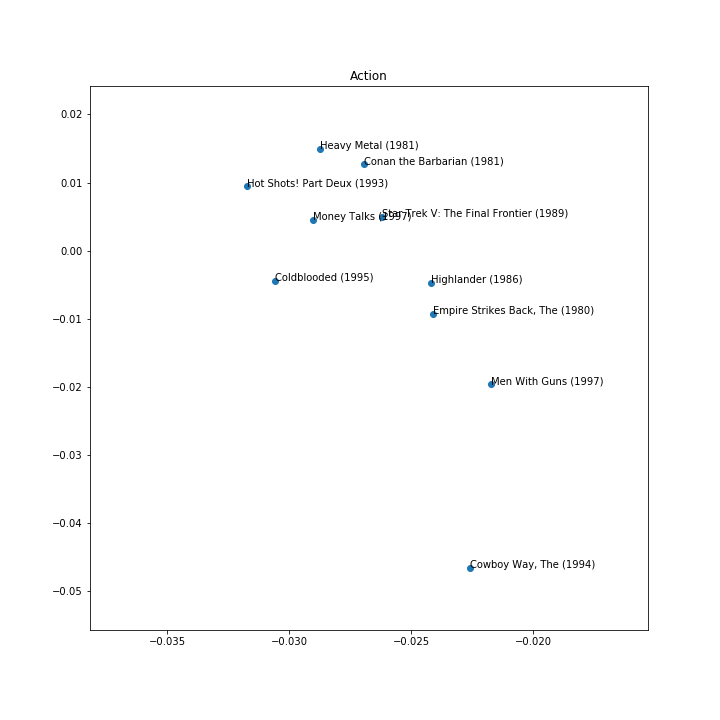 Action
0.02
Heavy Metal (1981)
Conan the Barbarian (1981)
0.01
Hot Shots! Part Deux (1993)
Star Trek V: The Final Frontier (1989)
Money Talks (1997)
0.00
Coldblooded (1995)
Highlander (1986)
−0.01
Empire Strikes Back, The (1980)
−0.02
Men With Guns (1997)
−0.03
−0.04
Cowboy Way, The (1994)
−0.05
−0.035
−0.030
−0.025
−0.020